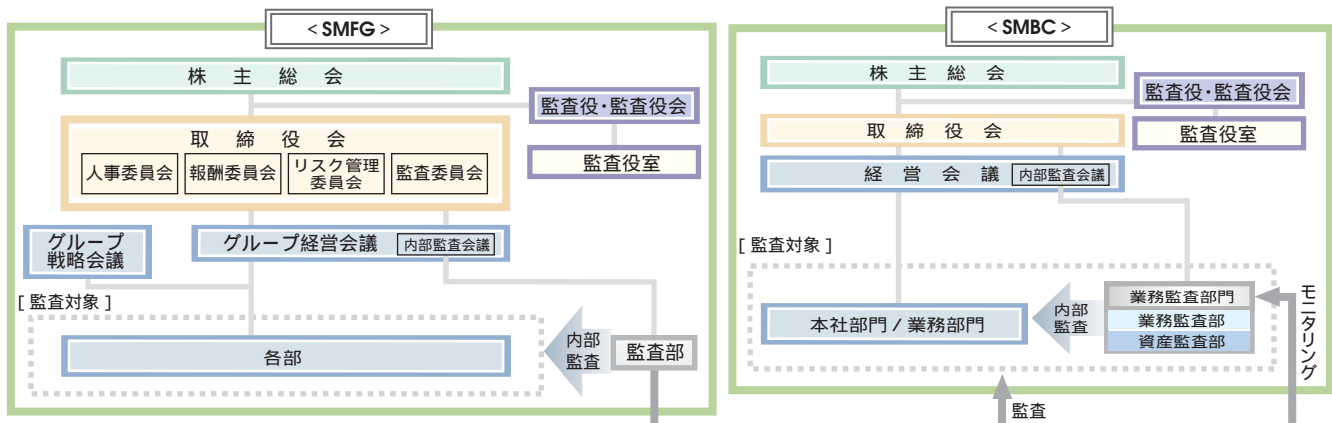 < SMFG >
株主総会
監査役・監査役会
取締役会
監査役室
人事委員会
報酬委員会
リスク管理
委員会
監査委員会
グループ
戦略会議
グループ経営会議
内部監査会議
[ 監査対象 ]
各部
内部
監査
監査部
< SMBC >
株主総会
監査役・監査役会
取締役会
監査役室
経営会議
内部監査会議
[ 監査対象 ]
本社部門 / 業務部門
内部
監査
業務監査部門
業務監査部
資産監査部
モニタリング
監査